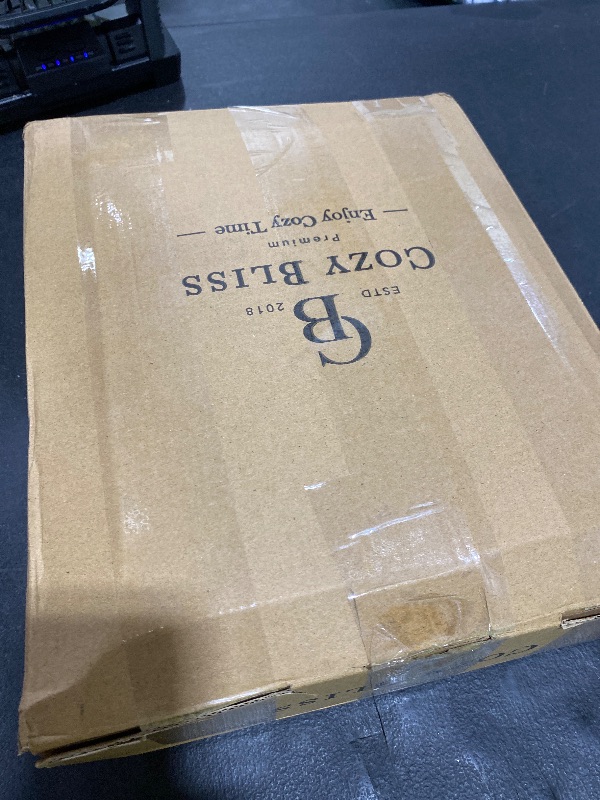 CB
ESTD 2018
COZY BLISS
Premium
— Enjoy Cozy Time —